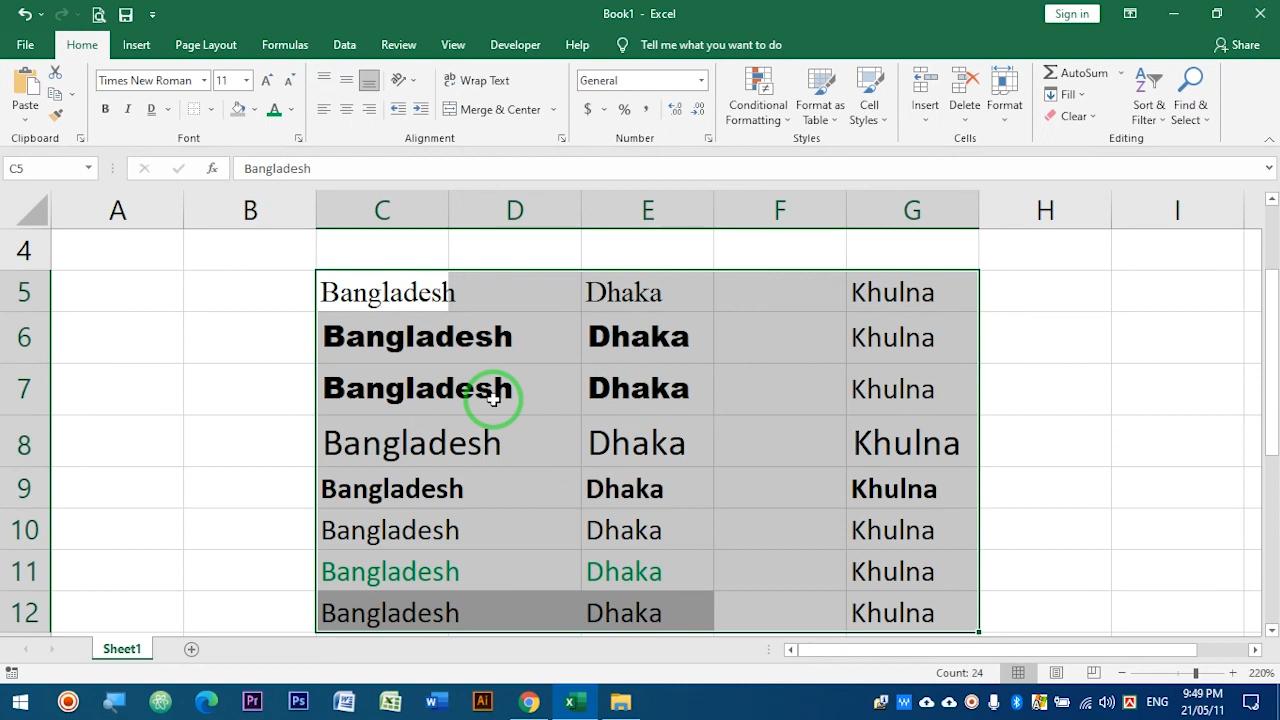 Book1 - Excel
Sign in
File Home Insert Page Layout Formulas Data Review View Developer Help Tell me what you want to do Share
Paste
Times New Roman 11
B I D
Wrap Text
Merge & Center
General
$ % ,
Conditional Formatting
Format as Table
Cell Styles
Insert
Delete
Format
AutoSum
Fill
Clear
Sort & Filter
Find & Select
Clipboard Font Alignment Number Styles Cells Editing
C5 fx Bangladesh
A B C D E F G H I
4
5 Bangladesh Dhaka Khulna
6 Bangladesh Dhaka Khulna
7 Bangladesh Dhaka Khulna
8 Bangladesh Dhaka Khulna
9 Bangladesh Dhaka Khulna
10 Bangladesh Dhaka Khulna
11 Bangladesh Dhaka Khulna
12 Bangladesh Dhaka Khulna
Sheet1
Count: 24 220%
Pr Ps Ai
ENG
9:49 PM
21/05/11